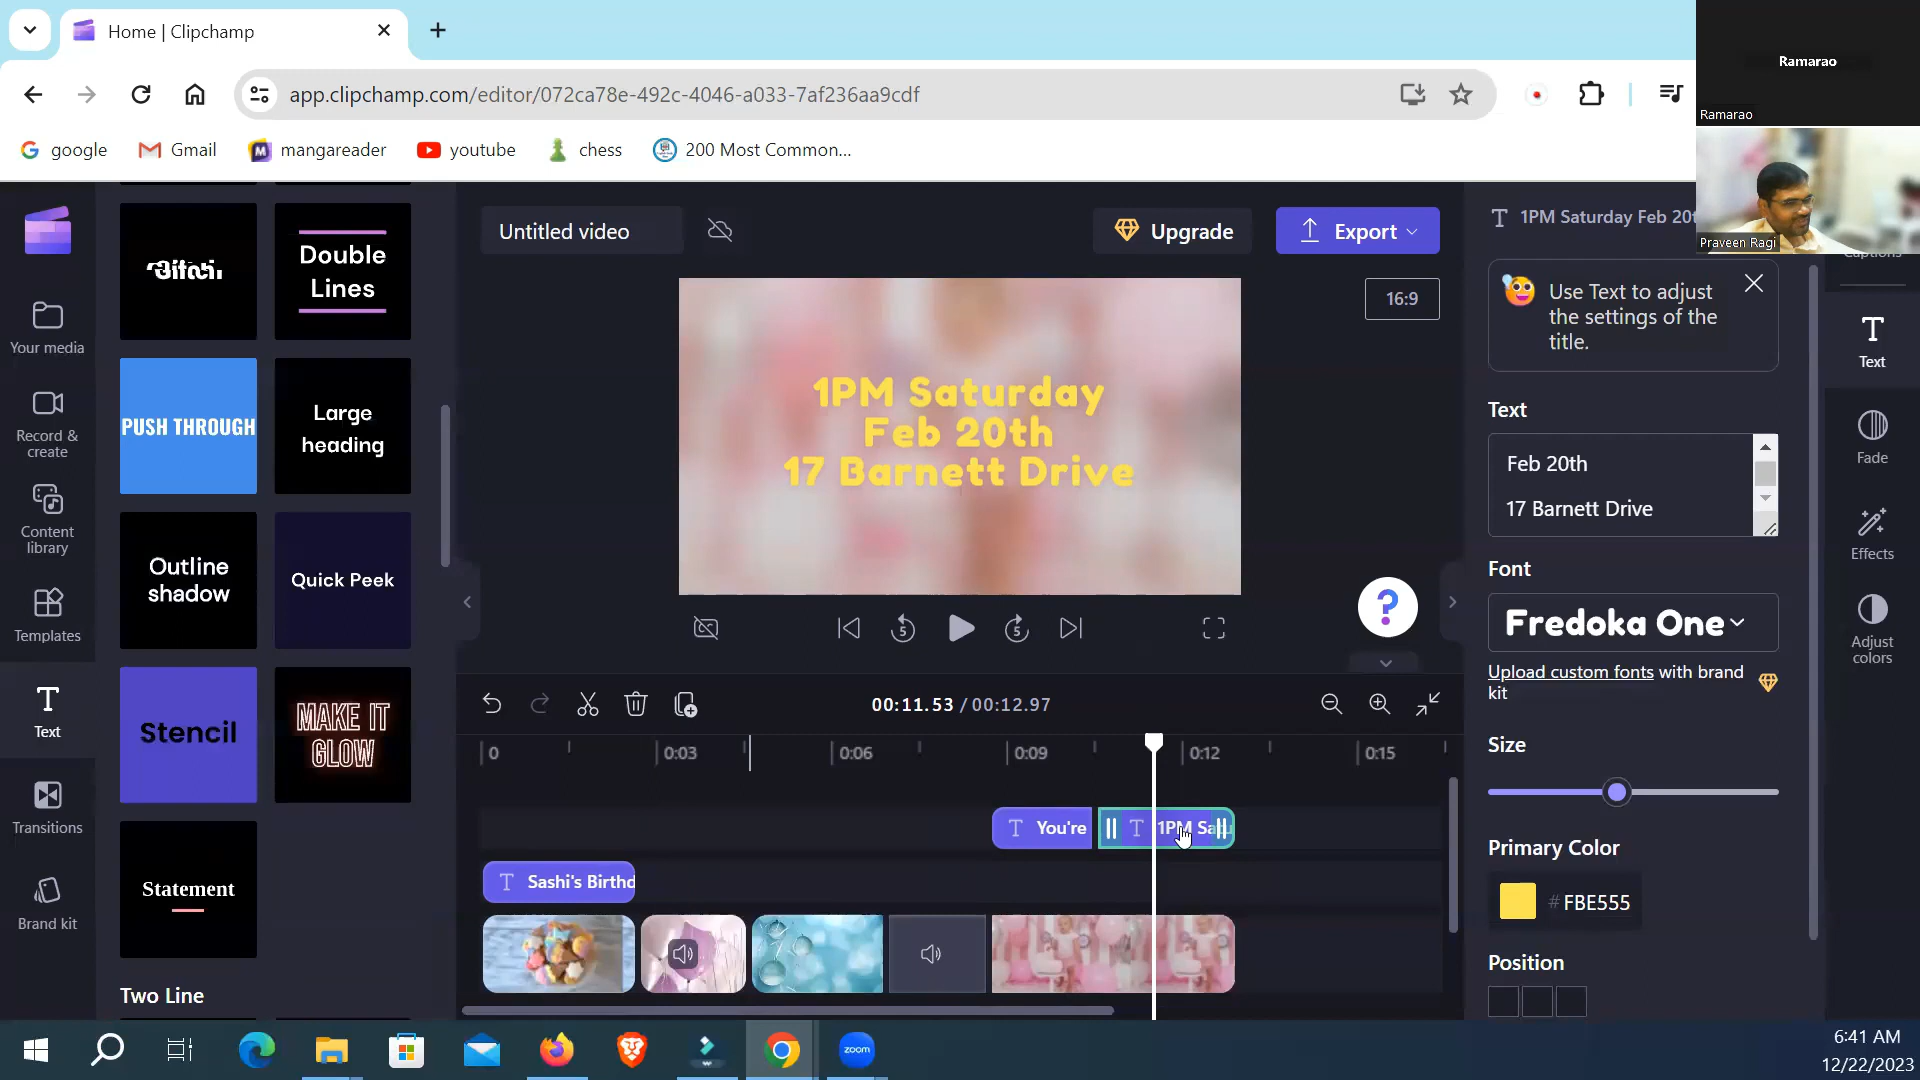 Home | Clipchamp
app.clipchamp.com/editor/072ca78e-492c-4046-a033-7af236aa9cdf
google
Gmail
mangareader
youtube
chess
200 Most Common...
Ramarao
Ramarao
Praveen Ragi
Your media
Record &
create
Content
library
Templates
Text
Transitions
Brand kit
Glitch
Double
Lines
PUSH THROUGH
Large
heading
Outline
shadow
Quick Peek
Stencil
MAKE IT
GLOW
Statement
Two Line
Untitled video
Upgrade
Export
16:9
1PM Saturday
Feb 20th
17 Barnett Drive
5
5
?
00:11.53 / 00:12.97
0
0:03
0:06
0:09
0:12
0:15
You're
1PM Satu
Sashi's Birthd
1PM Saturday Feb 20t
Use Text to adjust
the settings of the
title.
Text
Feb 20th
17 Barnett Drive
Font
Fredoka One
Upload custom fonts with brand
kit
Size
Primary Color
#FBE555
Position
Captions
Text
Fade
Effects
Adjust
colors
zoom
6:41 AM
12/22/2023